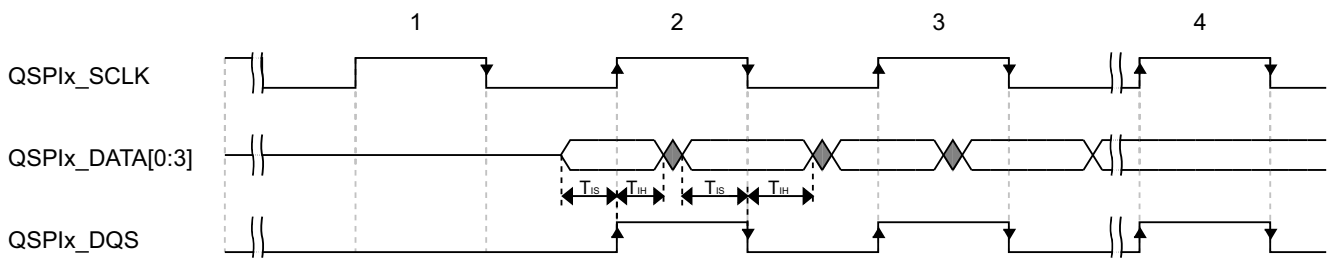 1 2 3 4
QSPIx_SCLK
QSPIx_DATA[0:3]
TIS TIH TIS TIH
QSPIx_DQS